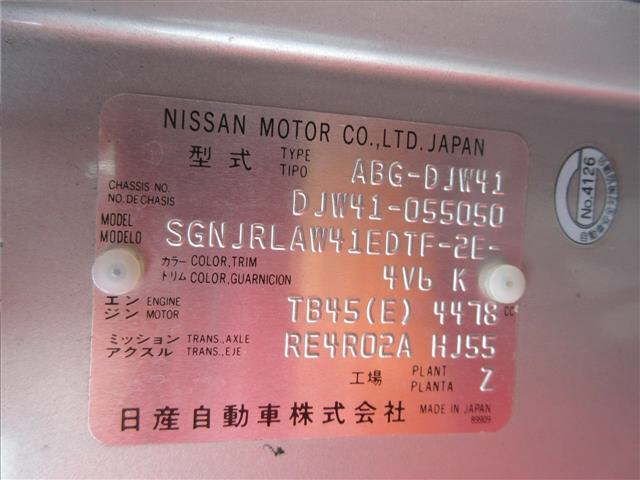 NISSAN MOTOR CO.,LTD. JAPAN
型式 TYPE TIPO ABG-DJW41
CHASSIS NO. NO. DE CHASIS DJW41-055050
MODEL MODELO SGNJRLAW41EDTF-2E-
カラー COLOR,TRIM
トリム COLOR,GUARNICION 4V6 K
エン ENGINE
ジン MOTOR TB45(E) 4478 CC
ミッション TRANS.,AXLE
アクスル TRANS.,EJE RE4R02A HJ55
工場 PLANT PLANTA Z
日産自動車株式会社 MADE IN JAPAN
89909
No.4126